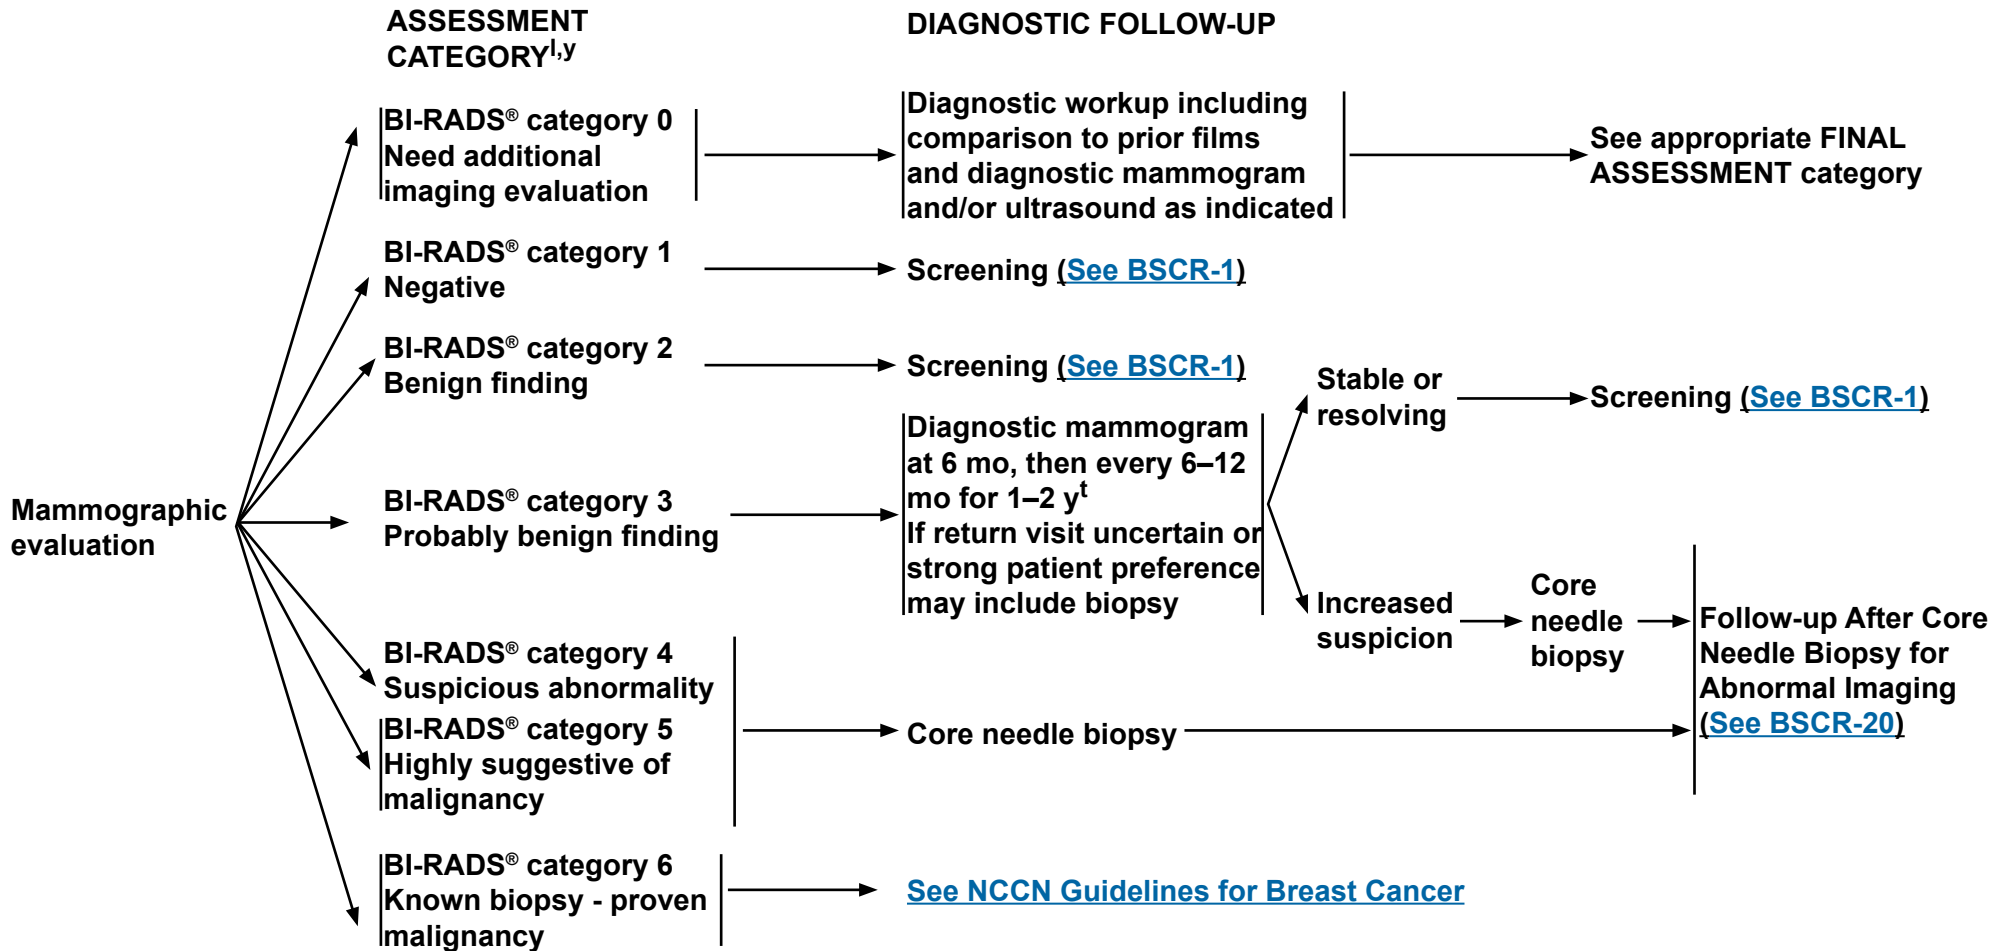 ASSESSMENT
CATEGORYl,y
DIAGNOSTIC FOLLOW-UP
BI-RADS® category 0
Need additional
imaging evaluation
Diagnostic workup including
comparison to prior films
and diagnostic mammogram
and/or ultrasound as indicated
See appropriate FINAL
ASSESSMENT category
BI-RADS® category 1
Negative
Screening (See BSCR-1)
BI-RADS® category 2
Benign finding
Screening (See BSCR-1)
Mammographic
evaluation
BI-RADS® category 3
Probably benign finding
Diagnostic mammogram
at 6 mo, then every 6–12
mo for 1–2 yt
If return visit uncertain or
strong patient preference
may include biopsy
Stable or
resolving
Screening (See BSCR-1)
Increased
suspicion
Core
needle
biopsy
Follow-up After Core
Needle Biopsy for
Abnormal Imaging
(See BSCR-20)
BI-RADS® category 4
Suspicious abnormality
BI-RADS® category 5
Highly suggestive of
malignancy
Core needle biopsy
BI-RADS® category 6
Known biopsy - proven
malignancy
See NCCN Guidelines for Breast Cancer